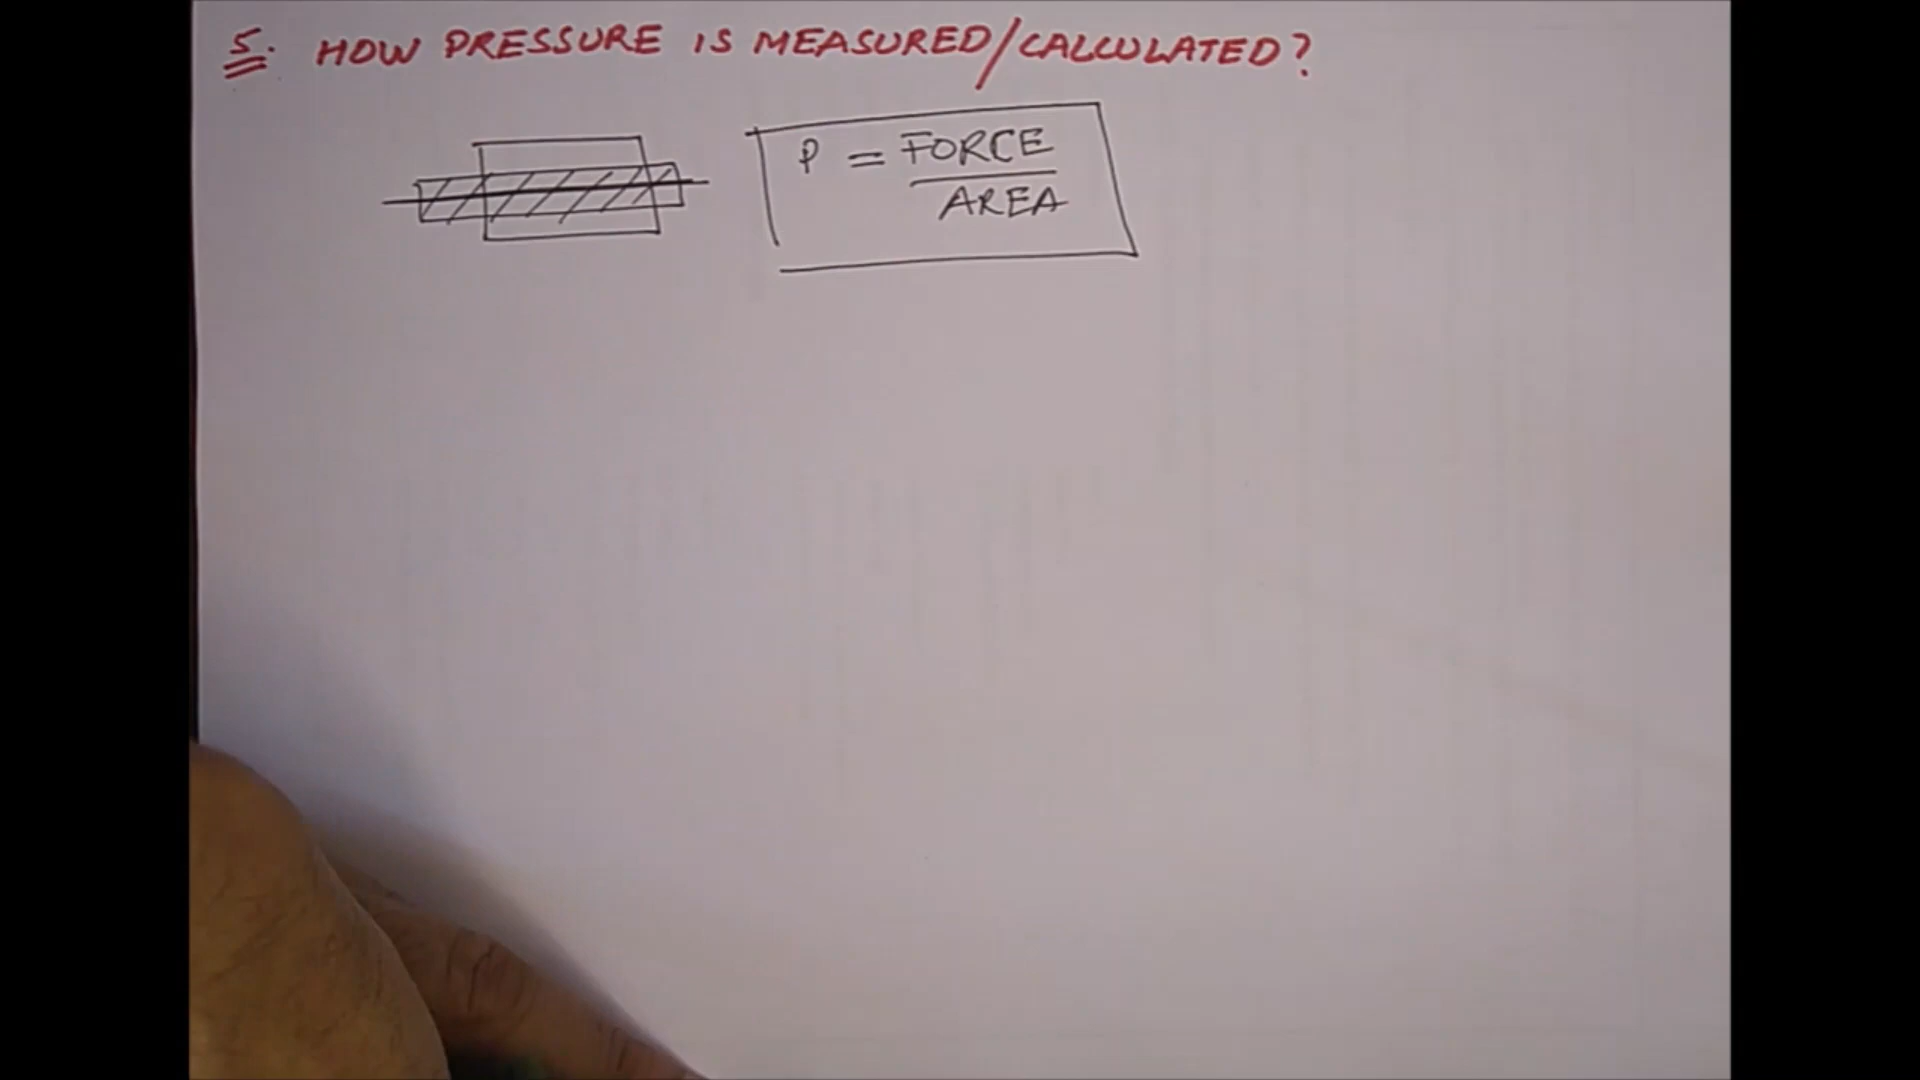 5. HOW PRESSURE IS MEASURED/CALCULATED?
P = FORCE
AREA